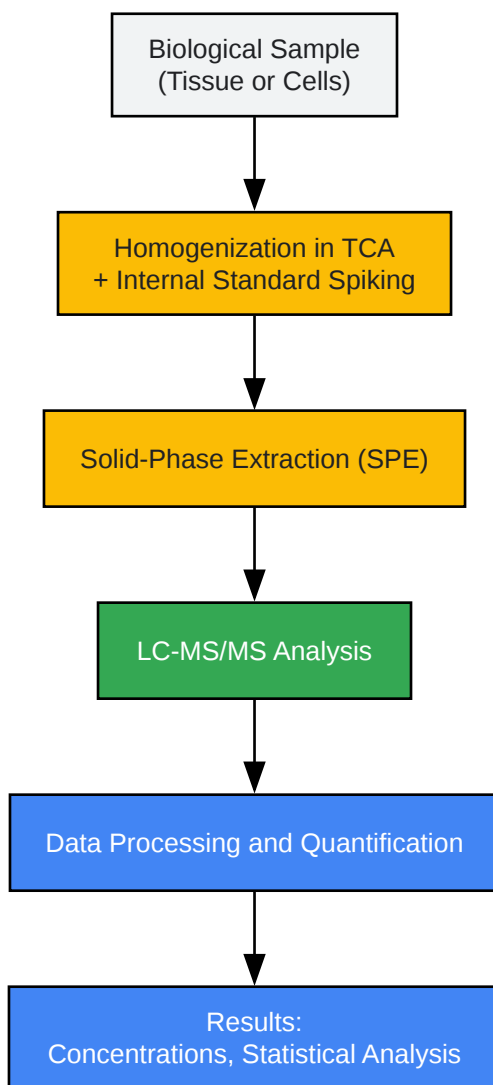 Biological Sample
(Tissue or Cells)
Homogenization in TCA
+ Internal Standard Spiking
Solid-Phase Extraction (SPE)
LC-MS/MS Analysis
Data Processing and Quantification
Results:
Concentrations, Statistical Analysis